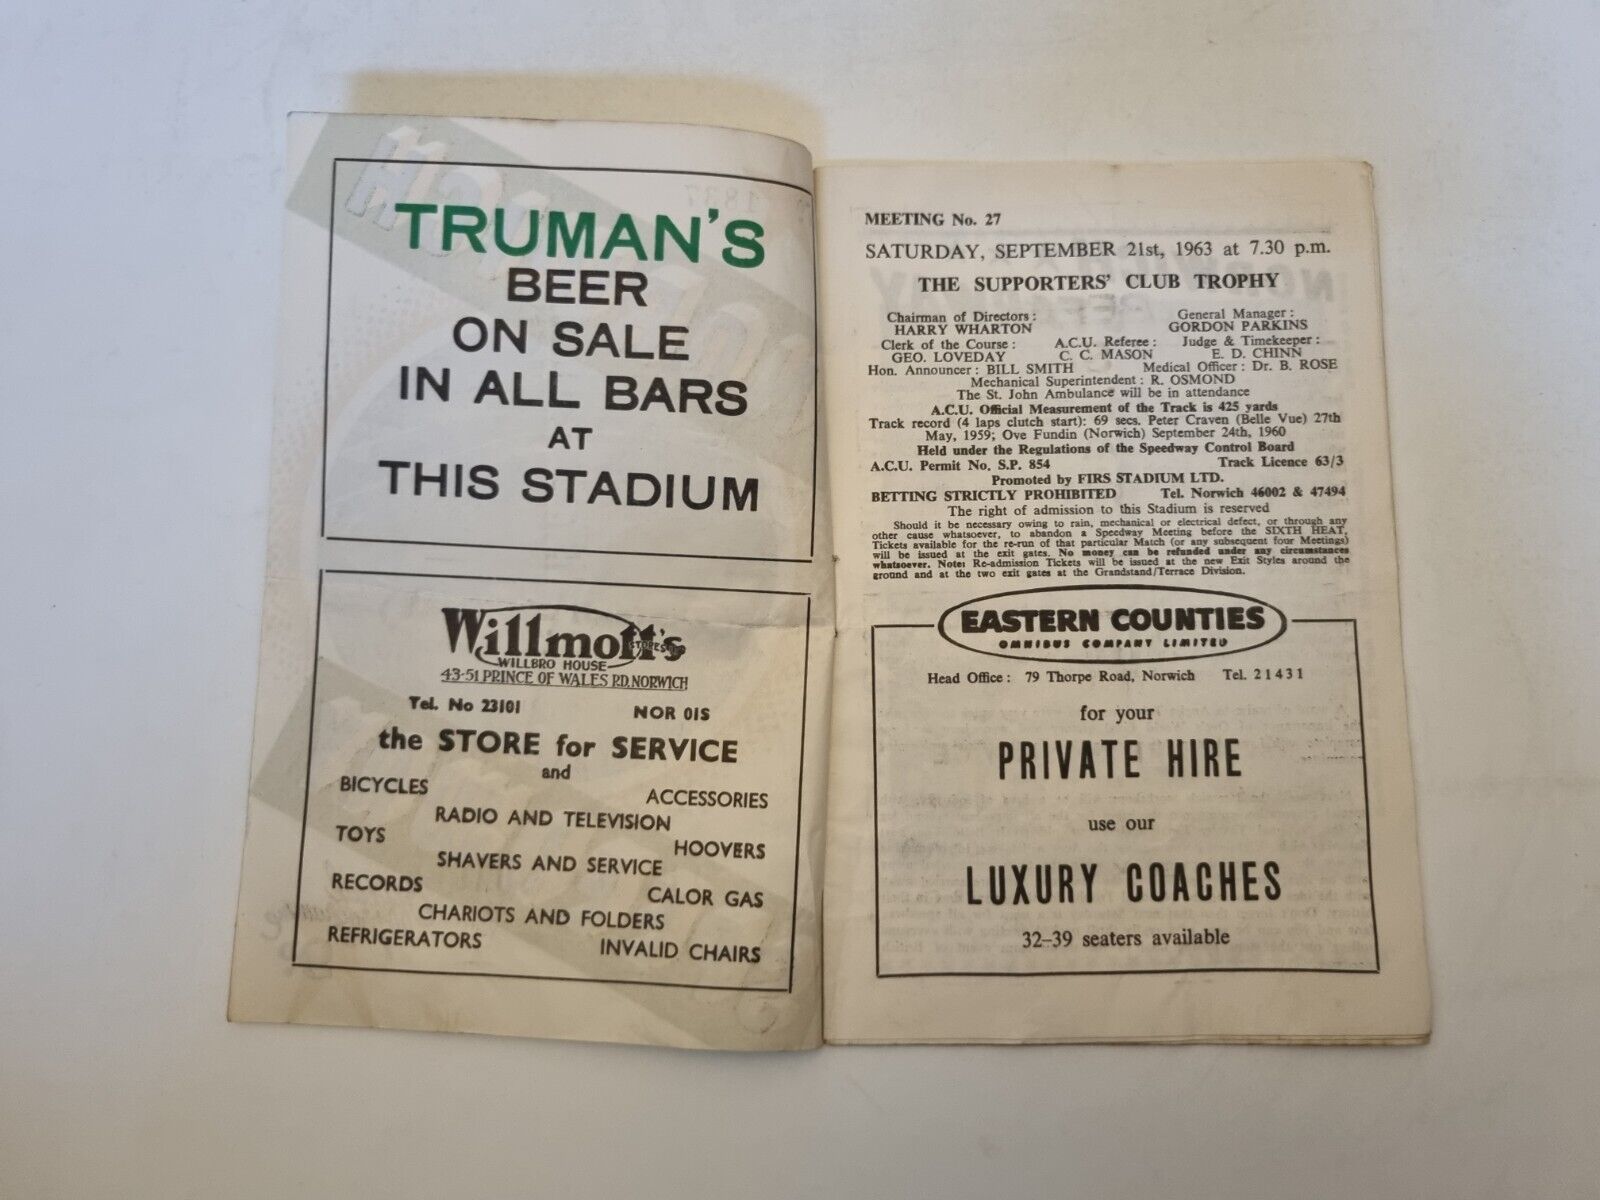 TRUMAN'S
BEER
ON SALE
IN ALL BARS
AT
THIS STADIUM
Willmott's
STORES LTD
WILLBRO HOUSE
43-51 PRINCE OF WALES RD. NORWICH
Tel. No 23101 NOR 01S
the STORE for SERVICE
and
BICYCLES
ACCESSORIES
RADIO AND TELEVISION
TOYS
HOOVERS
SHAVERS AND SERVICE
RECORDS
CALOR GAS
CHARIOTS AND FOLDERS
REFRIGERATORS
INVALID CHAIRS
MEETING No. 27
SATURDAY, SEPTEMBER 21st, 1963 at 7.30 p.m.
THE SUPPORTERS' CLUB TROPHY
Chairman of Directors : General Manager :
HARRY WHARTON GORDON PARKINS
Clerk of the Course : A.C.U. Referee : Judge & Timekeeper :
GEO. LOVEDAY C. C. MASON E. D. CHINN
Hon. Announcer : BILL SMITH Medical Officer : Dr. B. ROSE
Mechanical Superintendent : R. OSMOND
The St. John Ambulance will be in attendance
A.C.U. Official Measurement of the Track is 425 yards
Track record (4 laps clutch start): 69 secs. Peter Craven (Belle Vue) 27th
May, 1959; Ove Fundin (Norwich) September 24th, 1960
Held under the Regulations of the Speedway Control Board
A.C.U. Permit No. S.P. 854 Track Licence 63/3
Promoted by FIRS STADIUM LTD.
BETTING STRICTLY PROHIBITED Tel. Norwich 46002 & 47494
The right of admission to this Stadium is reserved
Should it be necessary owing to rain, mechanical or electrical defect, or through any
other cause whatsoever, to abandon a Speedway Meeting before the SIXTH HEAT,
Tickets available for the re-run of that particular Match (or any subsequent four Meetings)
will be issued at the exit gates. No money can be refunded under any circumstances
whatsoever. Note: Re-admission Tickets will be issued at the new Exit Styles around the
ground and at the two exit gates at the Grandstand/Terrace Division.
EASTERN COUNTIES
OMNIBUS COMPANY LIMITED
Head Office : 79 Thorpe Road, Norwich Tel. 21431
for your
PRIVATE HIRE
use our
LUXURY COACHES
32–39 seaters available